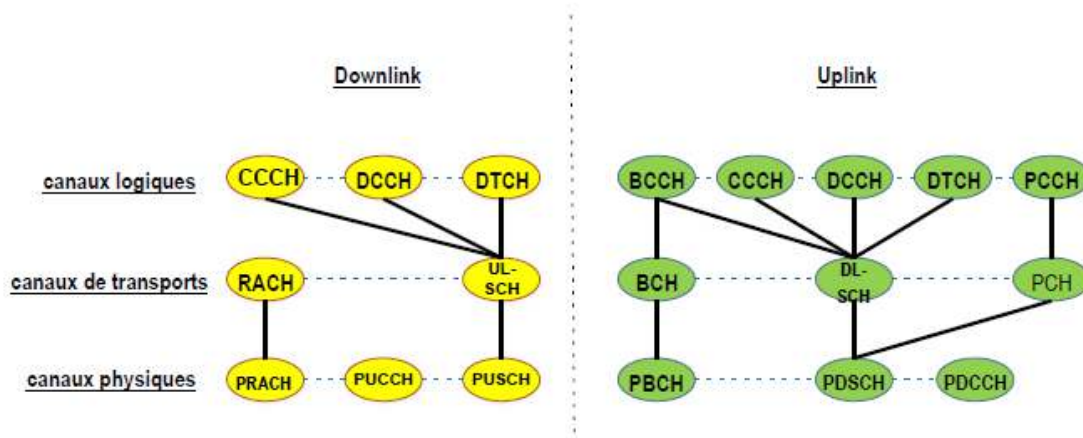 Downlink
Uplink
canaux logiques
CCCH
DCCH
DTCH
BCCH
CCCH
DCCH
DTCH
PCCH
canaux de transports
RACH
UL-
SCH
BCH
DL-
SCH
PCH
canaux physiques
PRACH
PUCCH
PUSCH
PBCH
PDSCH
PDCCH